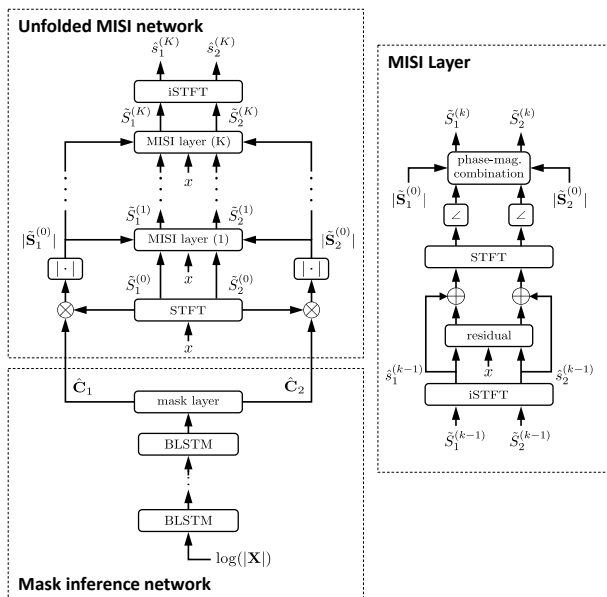 Unfolded MISI network
ŝ₁^(K) ŝ₂^(K)
iSTFT
S̃₁^(K) S̃₂^(K)
MISI layer (K)
x
S̃₁^(1) S̃₂^(1)
|S̃₁^(0)| MISI layer (1) |S̃₂^(0)|
x
|·| S̃₁^(0) S̃₂^(0) |·|
STFT
x
Ĉ₁ Ĉ₂
mask layer
BLSTM
BLSTM
log(|X|)
Mask inference network
MISI Layer
S̃₁^(k) S̃₂^(k)
phase-mag.
combination
|S̃₁^(0)| |S̃₂^(0)|
∠ ∠
STFT
residual
x
ŝ₁^(k−1) ŝ₂^(k−1)
iSTFT
S̃₁^(k−1) S̃₂^(k−1)